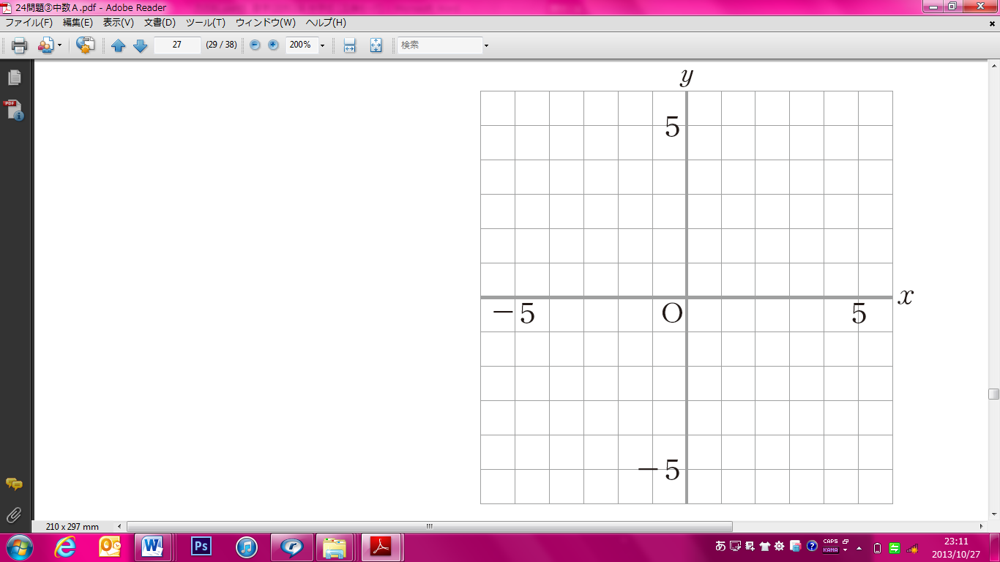 24問題③中数A.pdf - Adobe Reader
ファイル(F) 編集(E) 表示(V) 文書(D) ツール(T) ウィンドウ(W) ヘルプ(H)
27 (29 / 38) 200% 検索
y
5
x
-5 O 5
-5
210 x 297 mm
PDF
W Ps あ CAPS KANA 23:11
2013/10/27